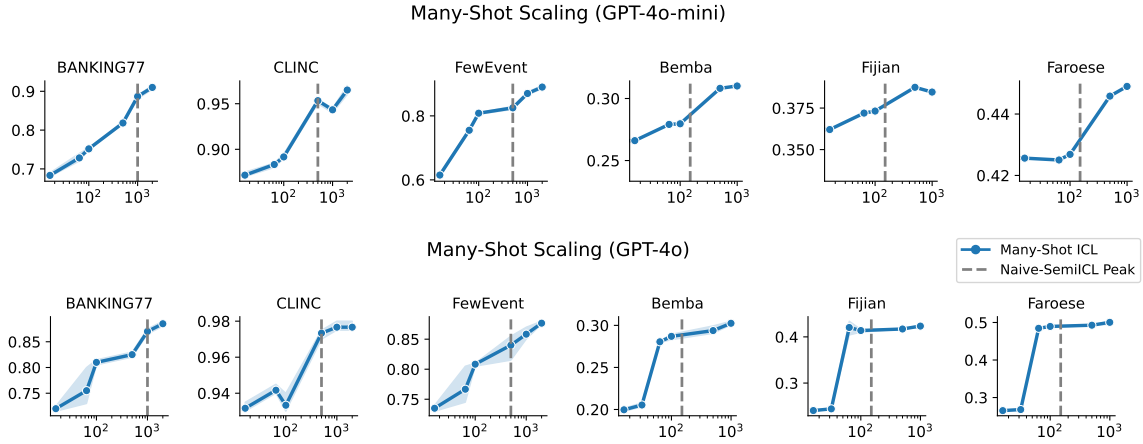 Many-Shot Scaling (GPT-4o-mini)
BANKING77 CLINC FewEvent Bemba Fijian Faroese
0.9 0.8 0.7 10² 10³
0.95 0.90 10² 10³
0.8 0.6 10² 10³
0.30 0.25 10² 10³
0.375 0.350 10² 10³
0.44 0.42 10² 10³
Many-Shot Scaling (GPT-4o)
Many-Shot ICL
Naive-SemiICL Peak
BANKING77 CLINC FewEvent Bemba Fijian Faroese
0.85 0.80 0.75 10² 10³
0.98 0.96 0.94 10² 10³
0.85 0.80 0.75 10² 10³
0.30 0.25 0.20 10² 10³
0.4 0.3 10² 10³
0.5 0.4 0.3 10² 10³